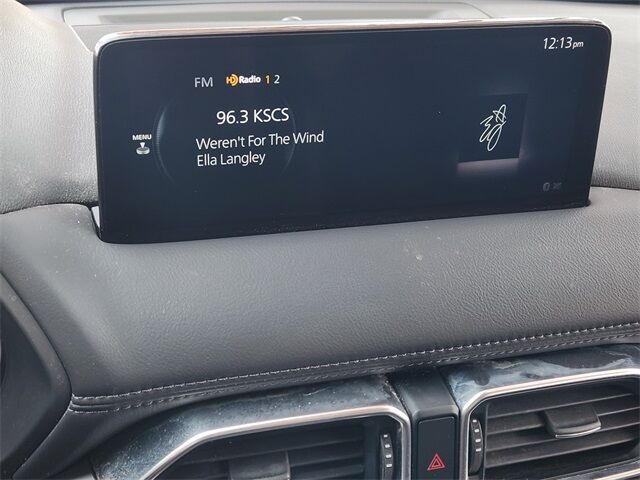 12:13pm
FM HD Radio 1 2
96.3 KSCS
MENU
Weren't For The Wind
Ella Langley